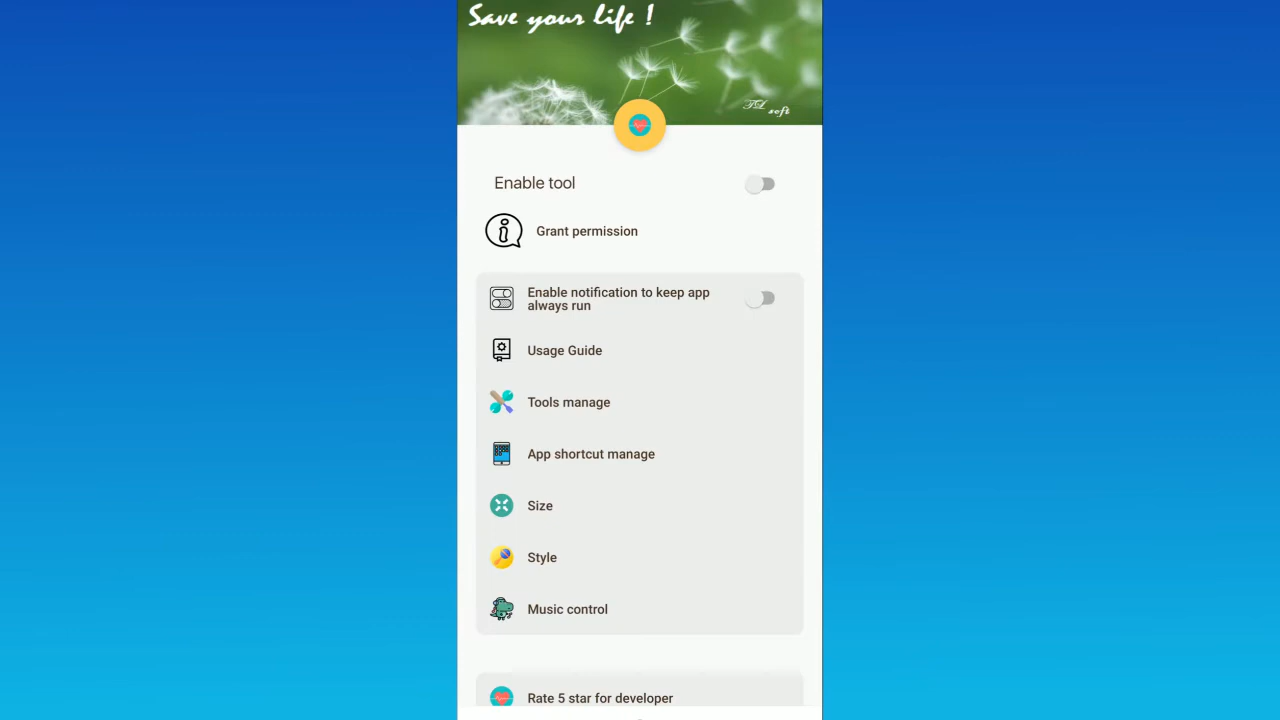 Save your life !
TL
soft
Enable tool
Grant permission
Enable notification to keep app
always run
Usage Guide
Tools manage
App shortcut manage
Size
Style
Music control
Rate 5 star for developer